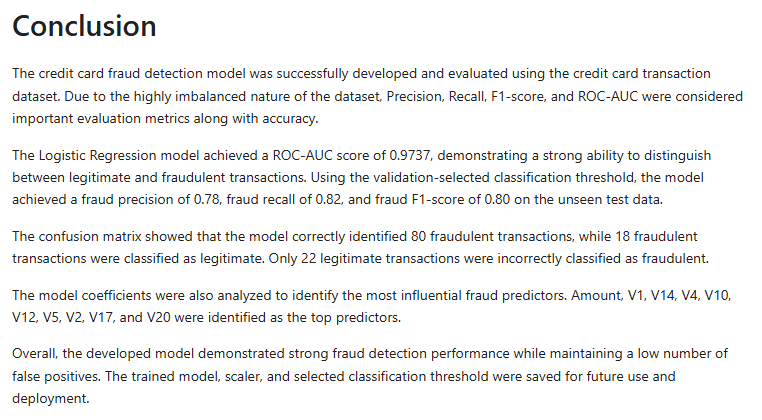 Conclusion
The credit card fraud detection model was successfully developed and evaluated using the credit card transaction
dataset. Due to the highly imbalanced nature of the dataset, Precision, Recall, F1-score, and ROC-AUC were considered
important evaluation metrics along with accuracy.
The Logistic Regression model achieved a ROC-AUC score of 0.9737, demonstrating a strong ability to distinguish
between legitimate and fraudulent transactions. Using the validation-selected classification threshold, the model
achieved a fraud precision of 0.78, fraud recall of 0.82, and fraud F1-score of 0.80 on the unseen test data.
The confusion matrix showed that the model correctly identified 80 fraudulent transactions, while 18 fraudulent
transactions were classified as legitimate. Only 22 legitimate transactions were incorrectly classified as fraudulent.
The model coefficients were also analyzed to identify the most influential fraud predictors. Amount, V1, V14, V4, V10,
V12, V5, V2, V17, and V20 were identified as the top predictors.
Overall, the developed model demonstrated strong fraud detection performance while maintaining a low number of
false positives. The trained model, scaler, and selected classification threshold were saved for future use and
deployment.